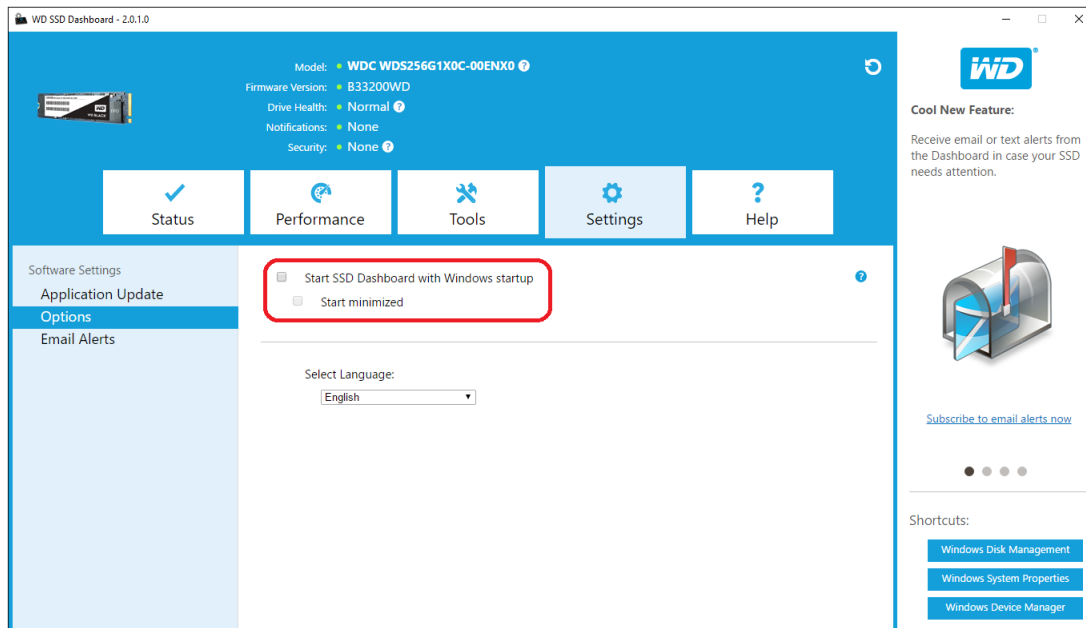 WD SSD Dashboard - 2.0.1.0
Model: WDC WDS256G1X0C-00ENX0 ?
Firmware Version: B33200WD
Drive Health: Normal ?
Notifications: None
Security: None ?
Status
Performance
Tools
Settings
? Help
Software Settings
Application Update
Options
Email Alerts
Start SSD Dashboard with Windows startup
Start minimized
?
Select Language:
English
WD
Cool New Feature:
Receive email or text alerts from
the Dashboard in case your SSD
needs attention.
Subscribe to email alerts now
Shortcuts:
Windows Disk Management
Windows System Properties
Windows Device Manager